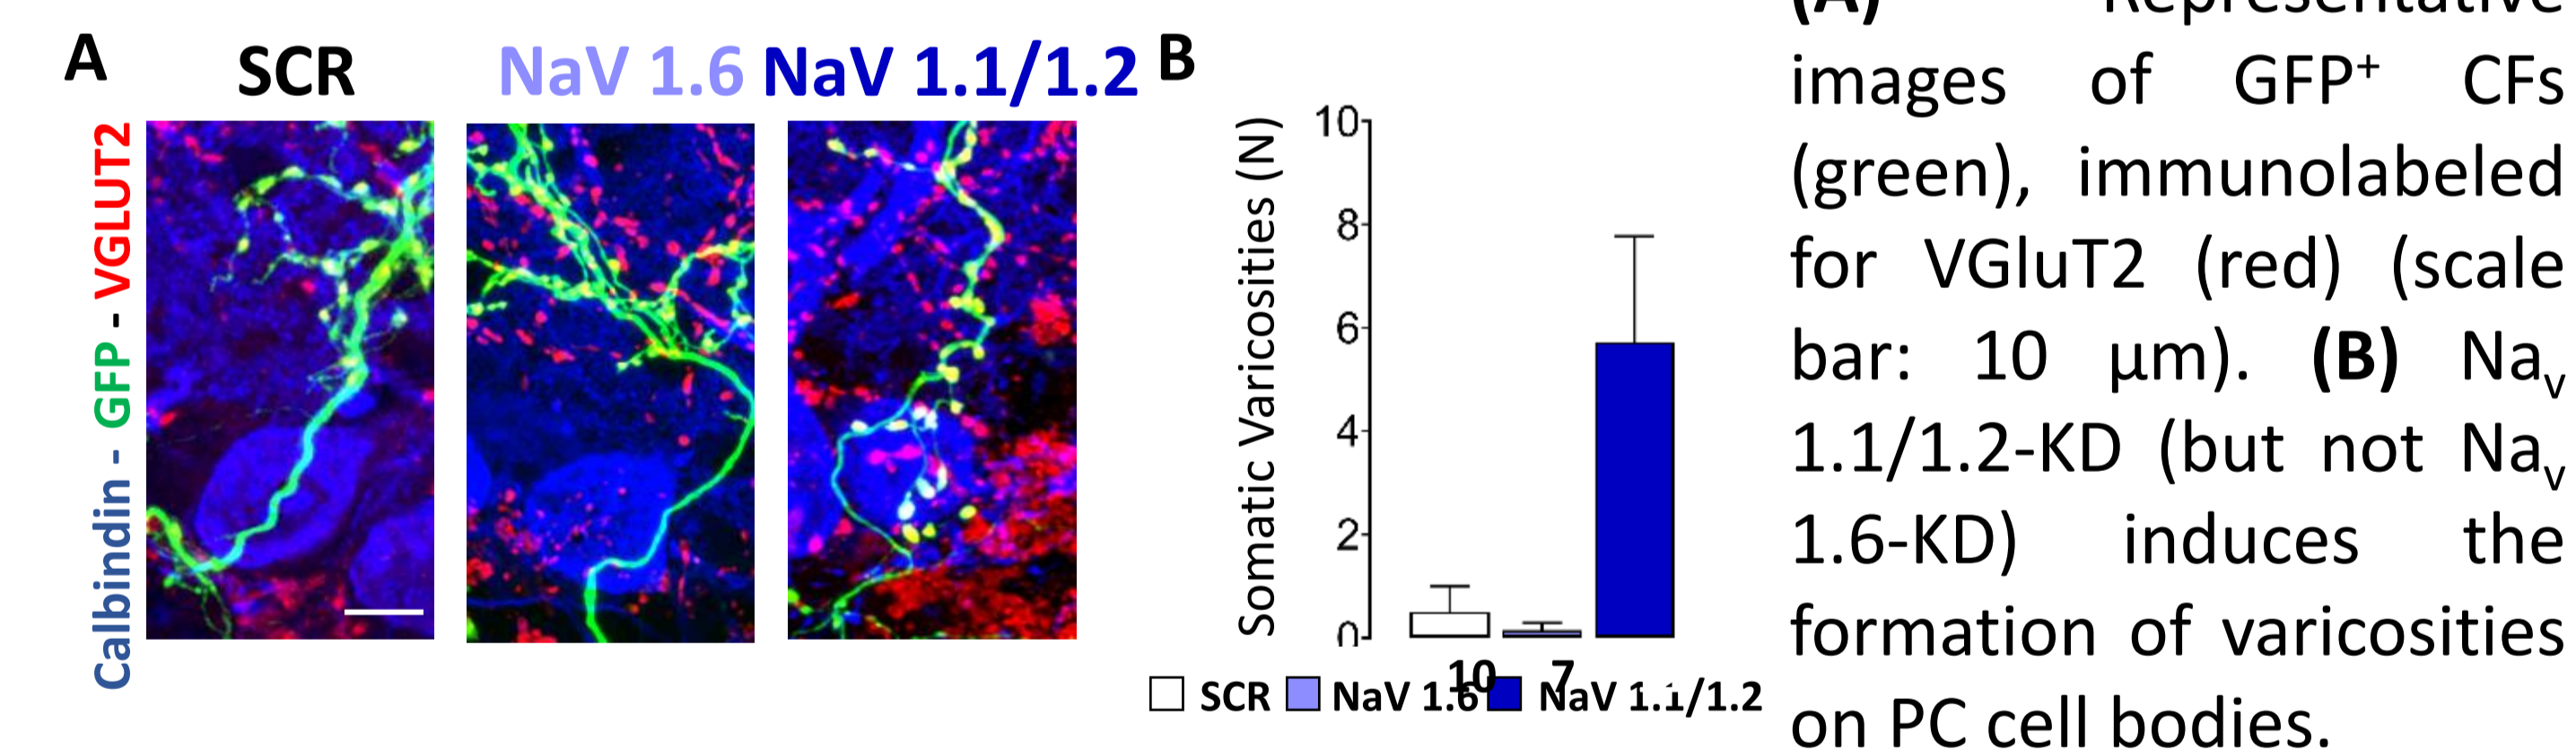 A
SCR
NaV 1.6
NaV 1.1/1.2
Calbindin - GFP - VGLUT2
B
Somatic Varicosities (N)
10
8
6
4
2
0
10 7
SCR NaV 1.6 NaV 1.1/1.2
(A) Representative
images of GFP⁺ CFs
(green), immunolabeled
for VGluT2 (red) (scale
bar: 10 µm). (B) Naᵥ
1.1/1.2-KD (but not Naᵥ
1.6-KD) induces the
formation of varicosities
on PC cell bodies.